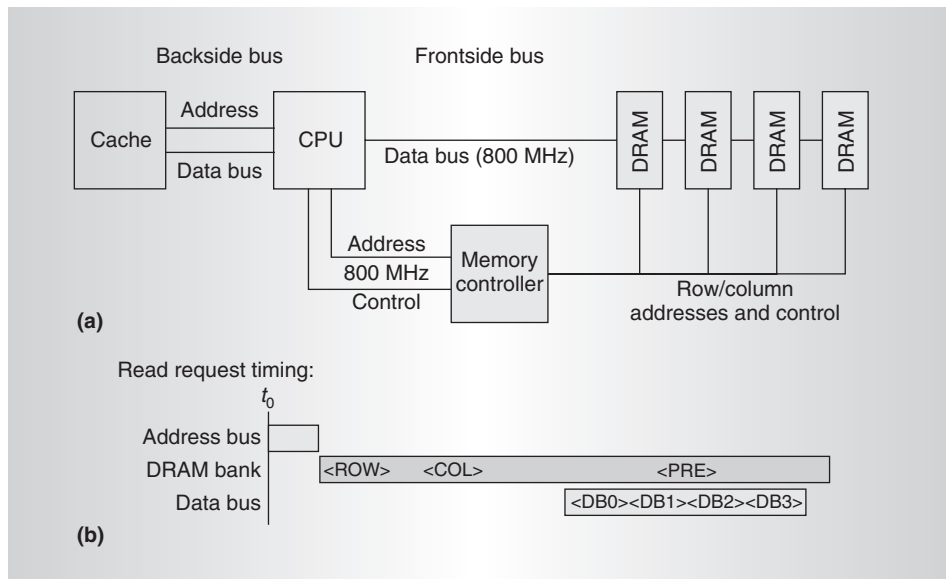 Backside bus
Frontside bus
Cache
Address
Data bus
CPU
Data bus (800 MHz)
DRAM
DRAM
DRAM
DRAM
Address
800 MHz
Control
Memory
controller
Row/column
addresses and control
(a)
Read request timing:
t0
Address bus
DRAM bank
<ROW>
<COL>
<PRE>
Data bus
<DB0><DB1><DB2><DB3>
(b)